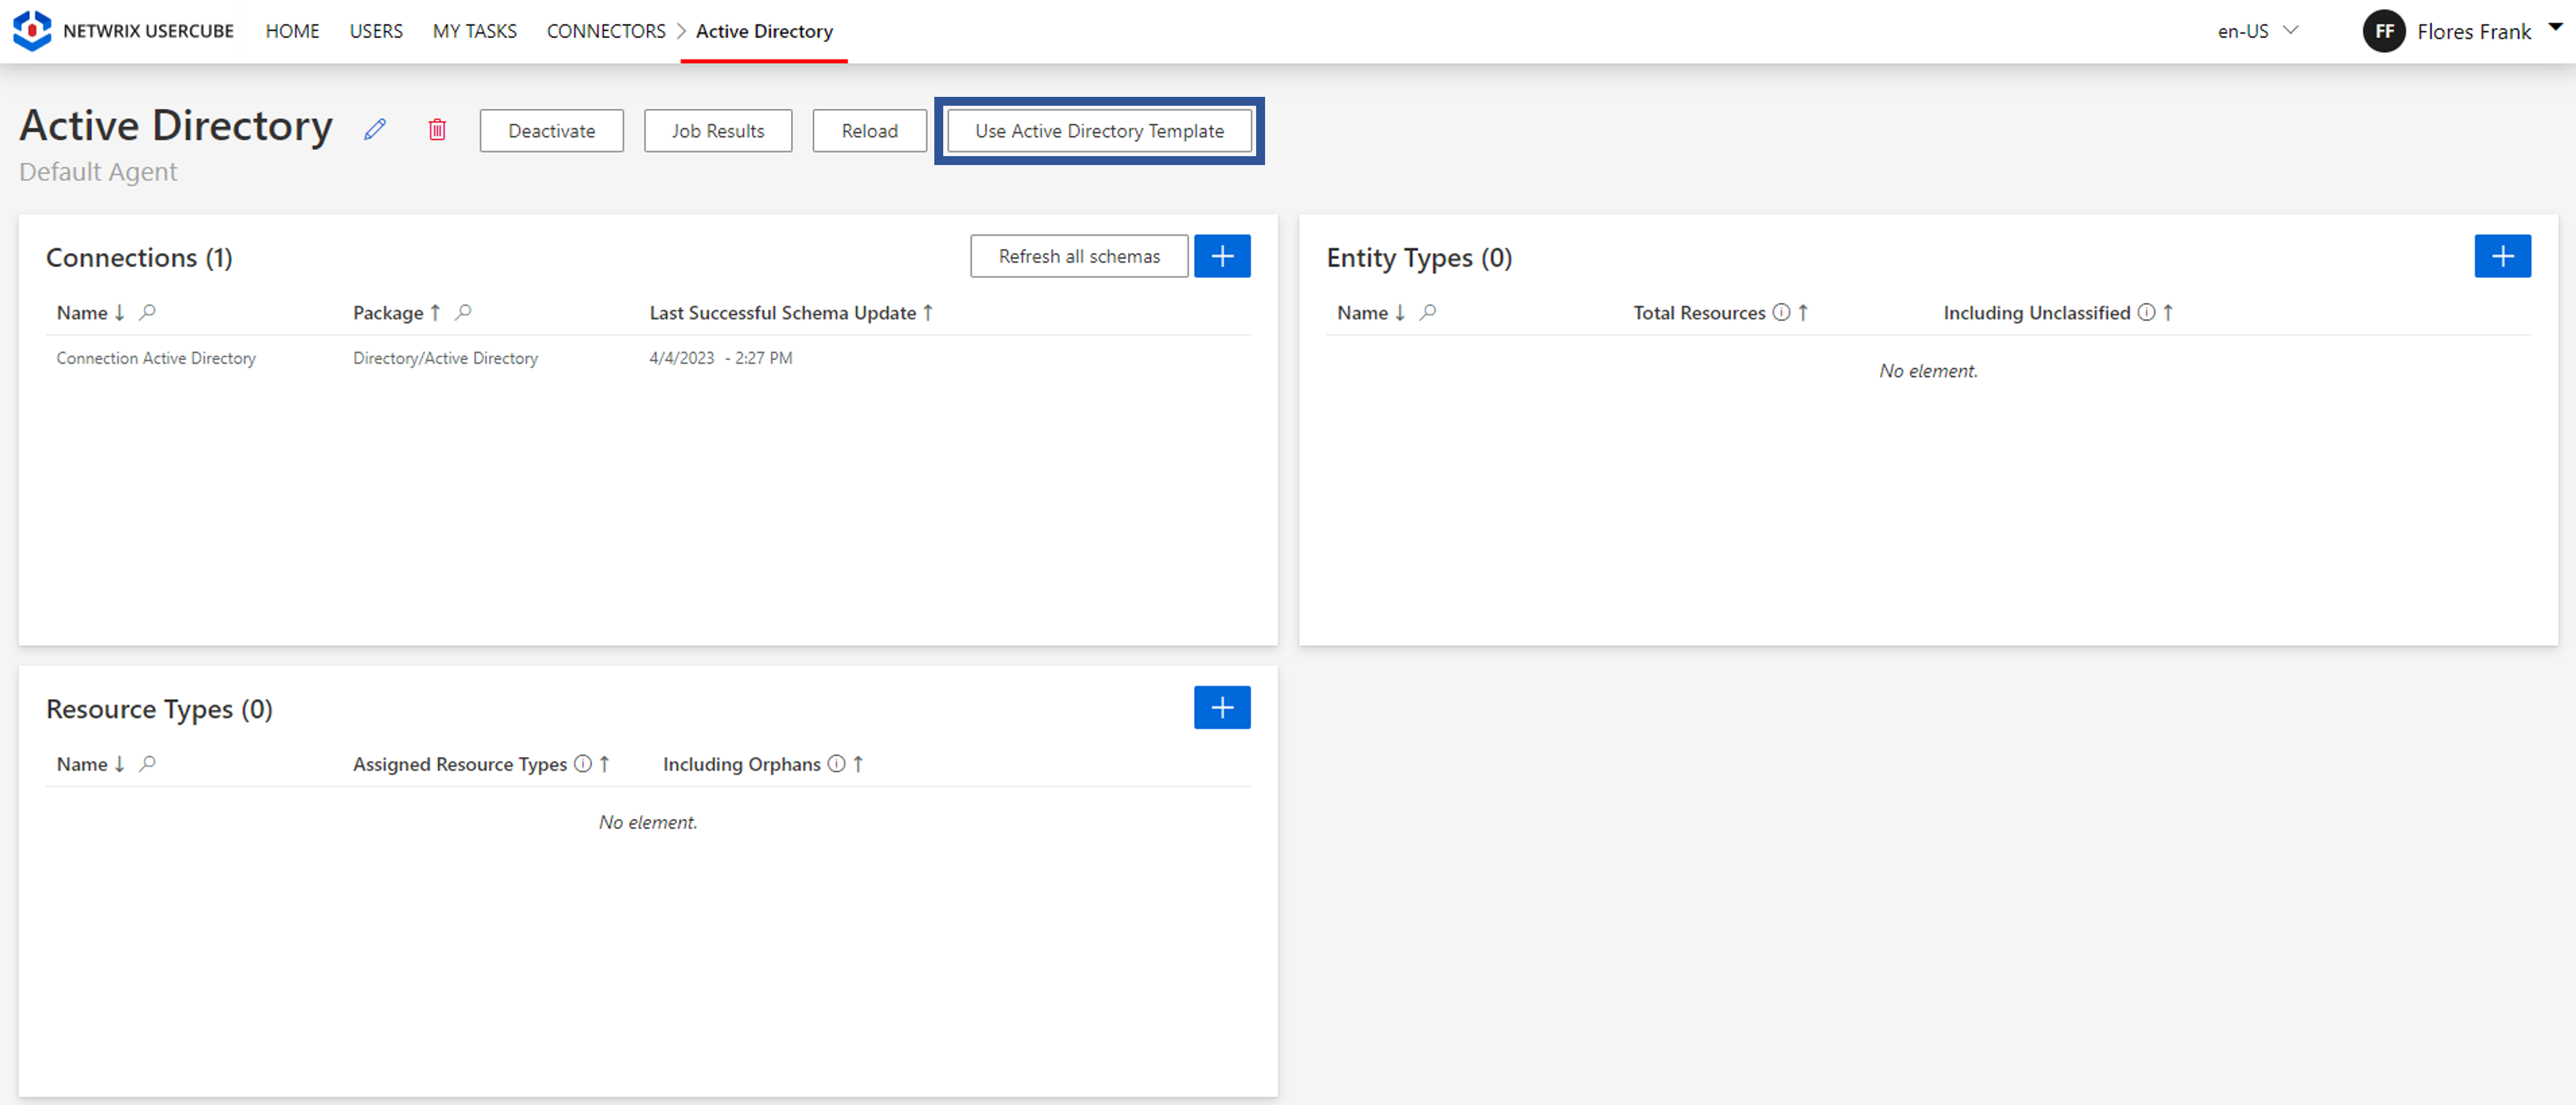 NETWRIX USERCUBE HOME USERS MY TASKS CONNECTORS Active Directory en-US FF Flores Frank
Active Directory Deactivate Job Results Reload Use Active Directory Template
Default Agent
Connections (1) Refresh all schemas
Name Package Last Successful Schema Update
Connection Active Directory Directory/Active Directory 4/4/2023 - 2:27 PM
Entity Types (0)
Name Total Resources Including Unclassified
No element.
Resource Types (0)
Name Assigned Resource Types Including Orphans
No element.